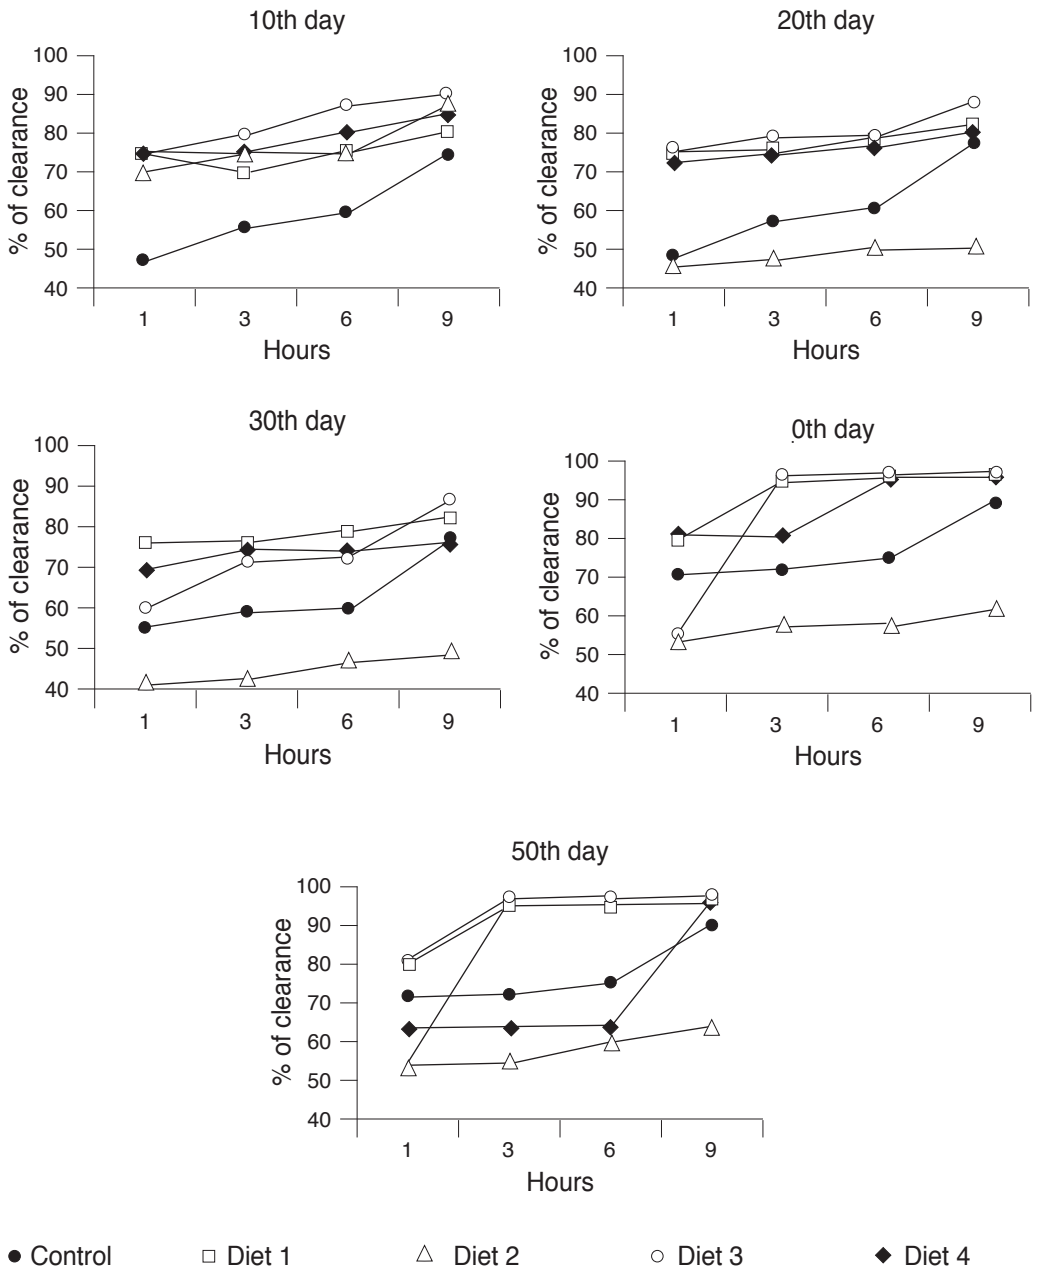 10th day
20th day
100
90
80
70
60
50
40
% of clearance
1 3 6 9
Hours
100
90
80
70
60
50
40
% of clearance
1 3 6 9
Hours
30th day
0th day
100
90
80
70
60
50
40
% of clearance
1 3 6 9
Hours
100
90
80
70
60
50
40
% of clearance
1 3 6 9
Hours
50th day
100
90
80
70
60
50
40
% of clearance
1 3 6 9
Hours
Control Diet 1 Diet 2 Diet 3 Diet 4